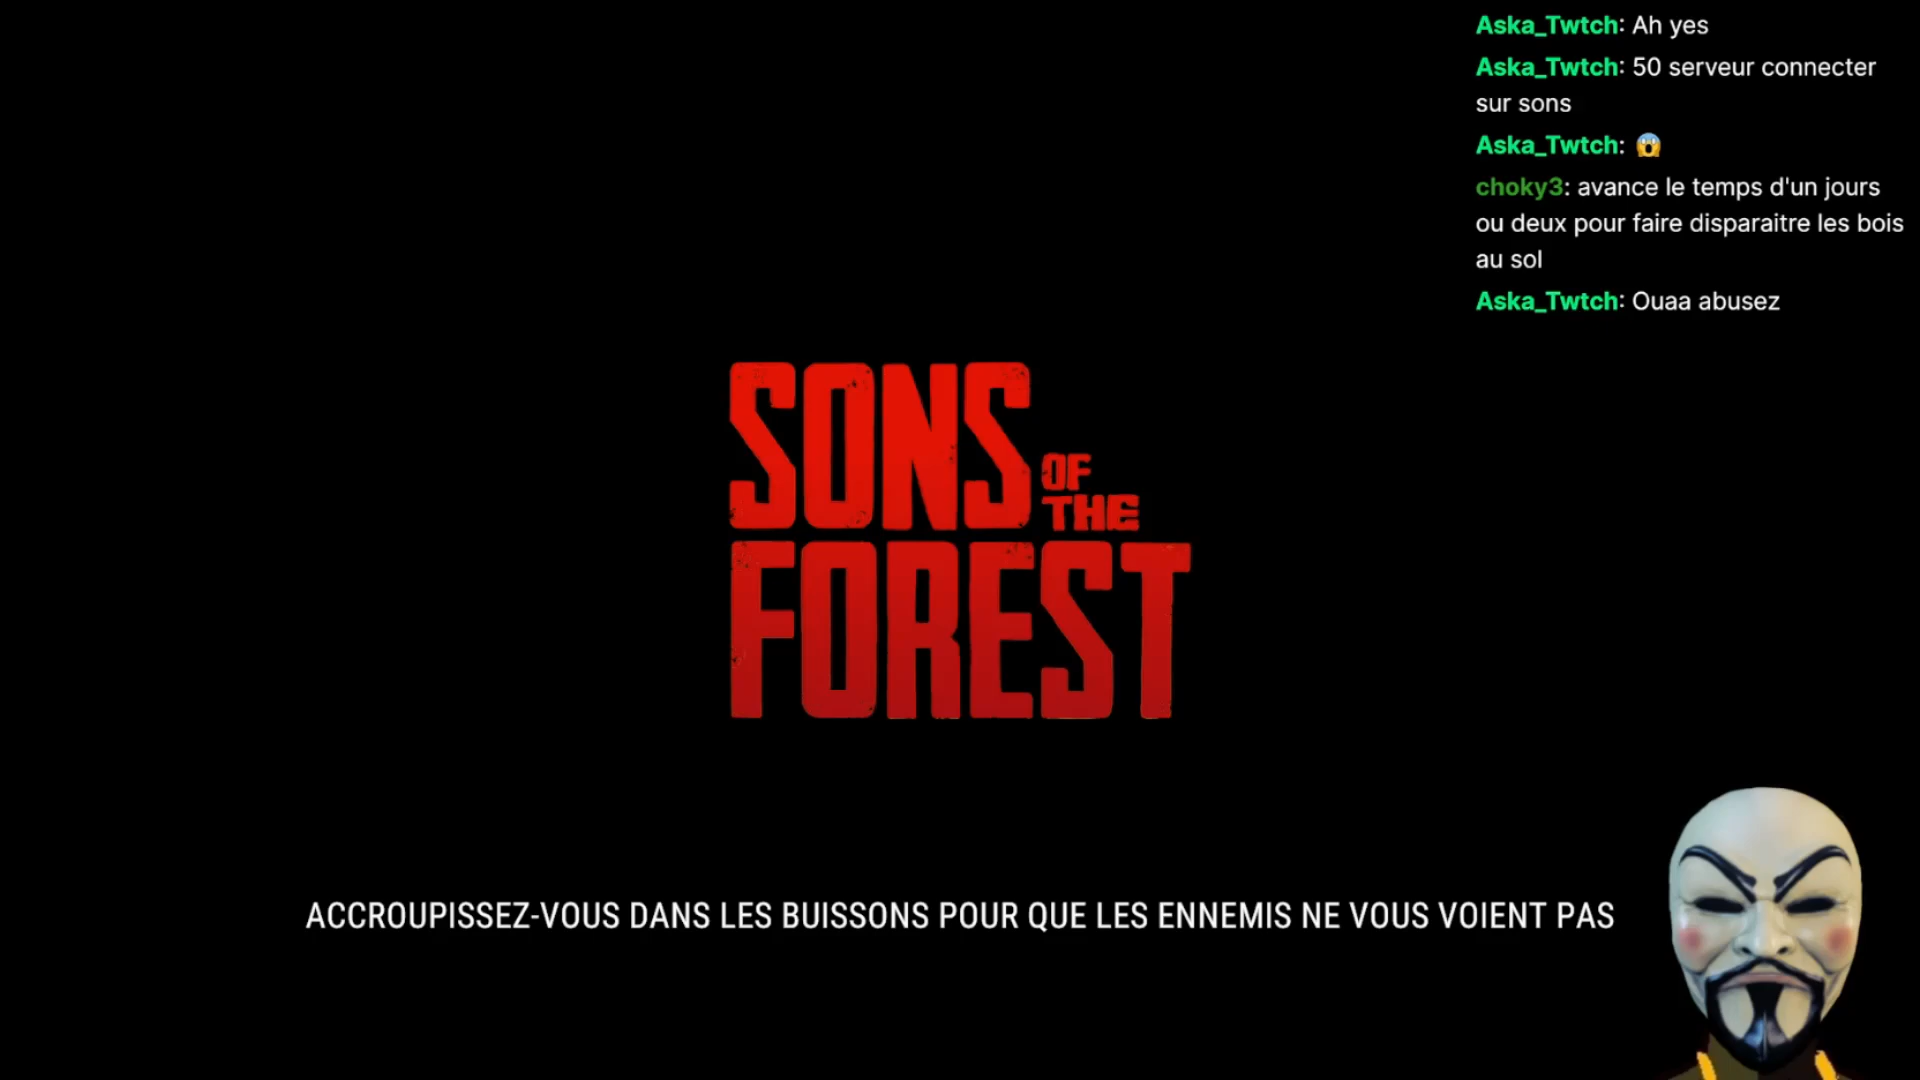 Aska_Twtch: Ah yes
Aska_Twtch: 50 serveur connecter
sur sons
Aska_Twtch: 😱
choky3: avance le temps d'un jours
ou deux pour faire disparaitre les bois
au sol
Aska_Twtch: Ouaa abusez
SONS OF THE
FOREST
ACCROUPISSEZ-VOUS DANS LES BUISSONS POUR QUE LES ENNEMIS NE VOUS VOIENT PAS